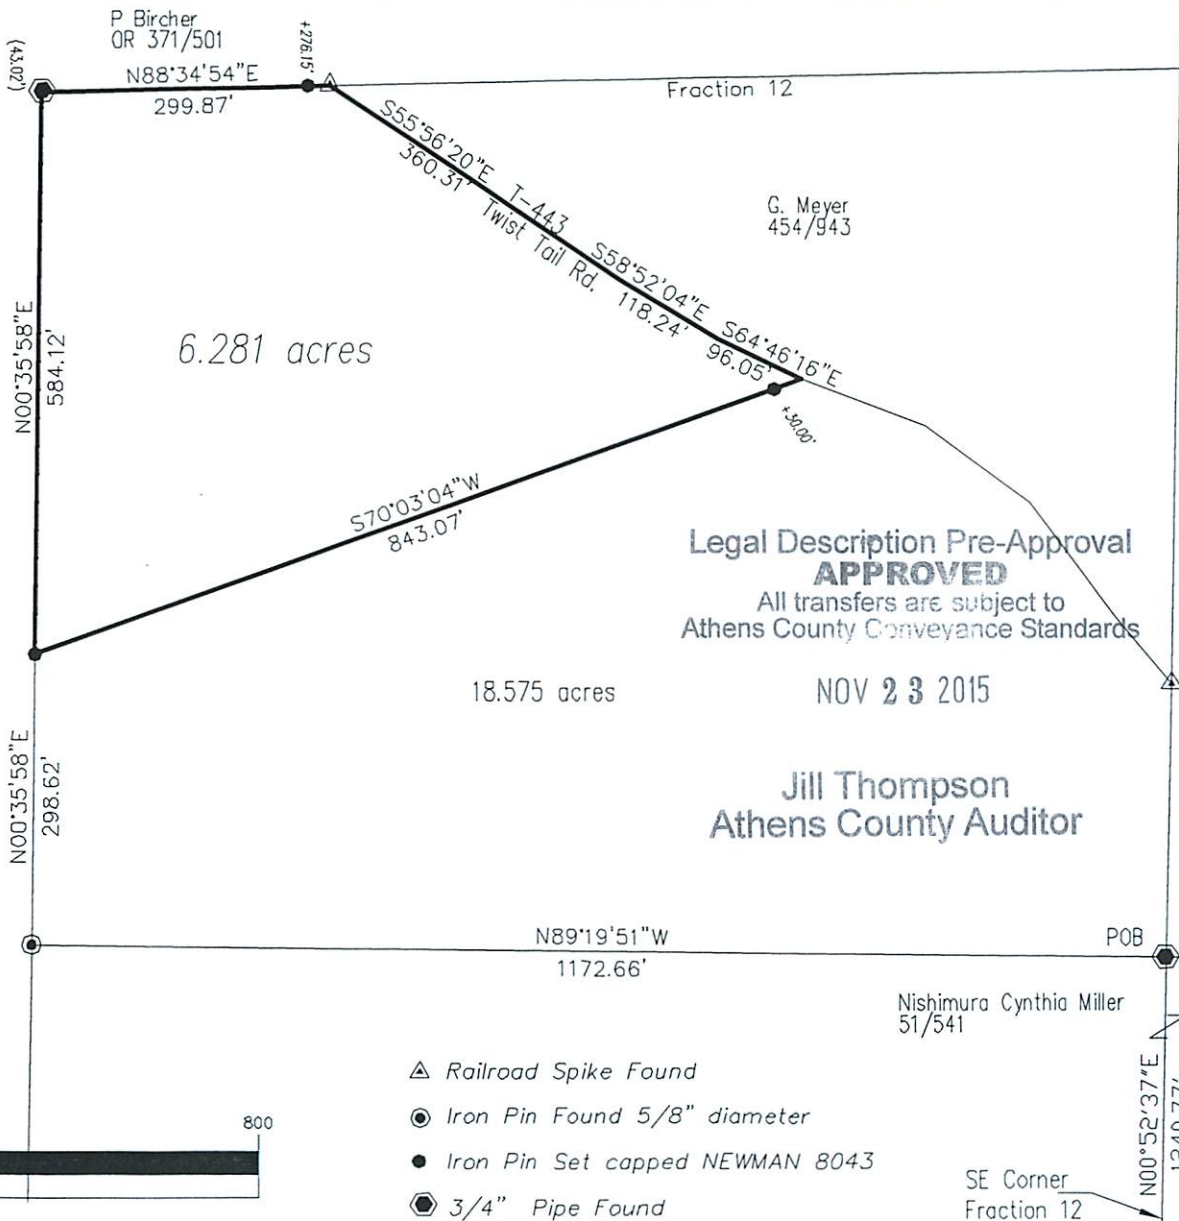 P Bircher
OR 371/501
(43.02')
+276.15'
N88°34'54"E
299.87'
Fraction 12
S55°56'20"E T-443
360.31' Twist Tail Rd.
S58°52'04"E
118.24'
S64°46'16"E
96.05'
G. Meyer
454/943
6.281 acres
N00°35'58"E
584.12'
+30.00'
S70°03'04"W
843.07'
Legal Description Pre-Approval
APPROVED
All transfers are subject to
Athens County Conveyance Standards
NOV 23 2015
18.575 acres
Jill Thompson
Athens County Auditor
N00°35'58"E
298.62'
N89°19'51"W
1172.66'
POB
Nishimura Cynthia Miller
51/541
N00°52'37"E
Railroad Spike Found
Iron Pin Found 5/8" diameter
Iron Pin Set capped NEWMAN 8043
3/4" Pipe Found
800
SE Corner
Fraction 12